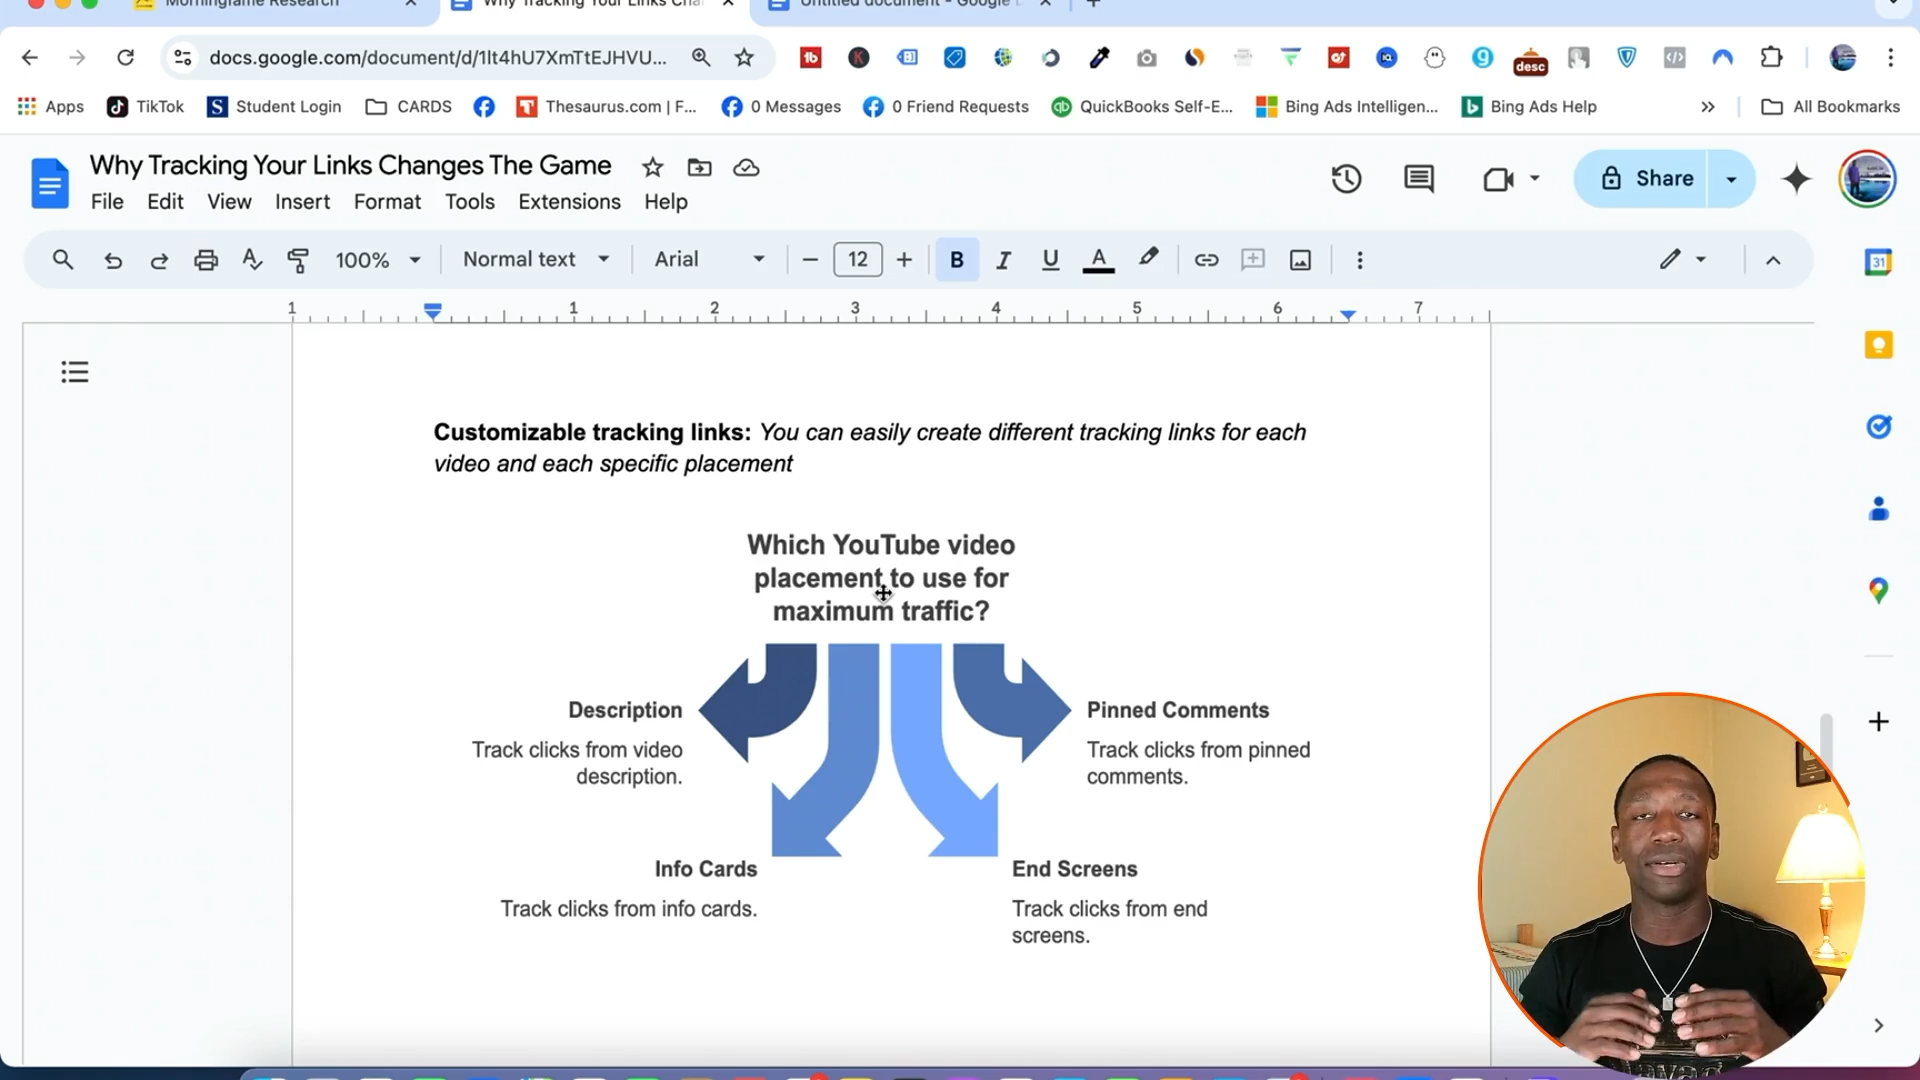 Morningfame Research
Why Tracking Your Links Cha
Untitled document - Google
docs.google.com/document/d/1lt4hU7XmTtEJHVU...
desc
Apps
TikTok
Student Login
CARDS
Thesaurus.com | F...
0 Messages
0 Friend Requests
QuickBooks Self-E...
Bing Ads Intelligen...
Bing Ads Help
All Bookmarks
Why Tracking Your Links Changes The Game
File Edit View Insert Format Tools Extensions Help
Share
100%
Normal text
Arial
12
B I U A
31
1 1 2 3 4 5 6 7
Customizable tracking links: You can easily create different tracking links for each
video and each specific placement
Which YouTube video
placement to use for
maximum traffic?
Description
Track clicks from video
description.
Pinned Comments
Track clicks from pinned
comments.
Info Cards
Track clicks from info cards.
End Screens
Track clicks from end
screens.